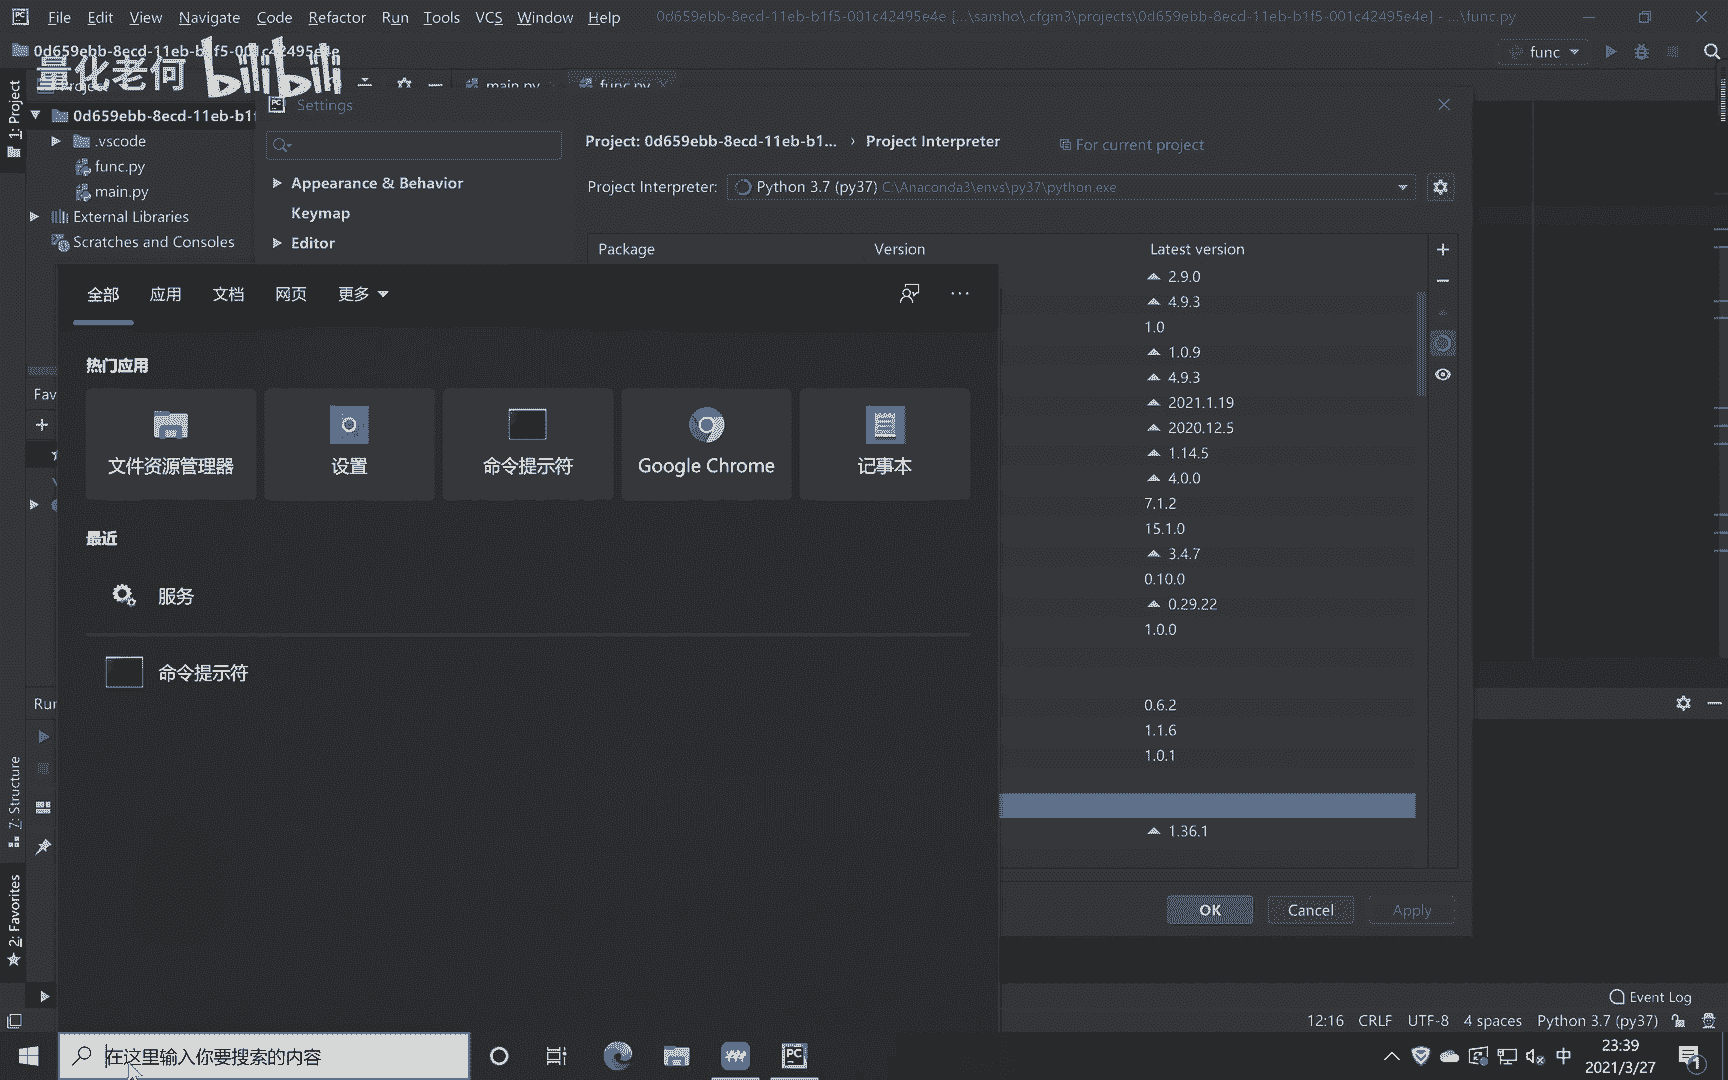 File Edit View Navigate Code Refactor Run Tools VCS Window Help 0d659ebb-8ecd-11eb-b1f5-001c42495e4e [...\samho\.cfgm3\projects\0d659ebb-8ecd-11eb-b1f5-001c42495e4e] - ...\func.py
0d659ebb-8ecd-11eb-b1f5-001c42495e4e
func
量化老何 bilibili
main.py
func.py
1: Project
Settings
0d659ebb-8ecd-11eb-b1f
.vscode
func.py
main.py
External Libraries
Scratches and Consoles
Appearance & Behavior
Keymap
Editor
Project: 0d659ebb-8ecd-11eb-b1... › Project Interpreter
For current project
Project Interpreter: Python 3.7 (py37) C:\Anaconda3\envs\py37\python.exe
Package Version Latest version
2.9.0
4.9.3
1.0
1.0.9
4.9.3
2021.1.19
2020.12.5
1.14.5
4.0.0
7.1.2
15.1.0
3.4.7
0.10.0
0.29.22
1.0.0
0.6.2
1.1.6
1.0.1
1.36.1
OK Cancel Apply
全部 应用 文档 网页 更多
热门应用
文件资源管理器 设置 命令提示符 Google Chrome 记事本
最近
服务
命令提示符
Fav
Run
Z: Structure
2: Favorites
Event Log
12:16 CRLF UTF-8 4 spaces Python 3.7 (py37)
在这里输入你要搜索的内容
中
23:39
2021/3/27
1